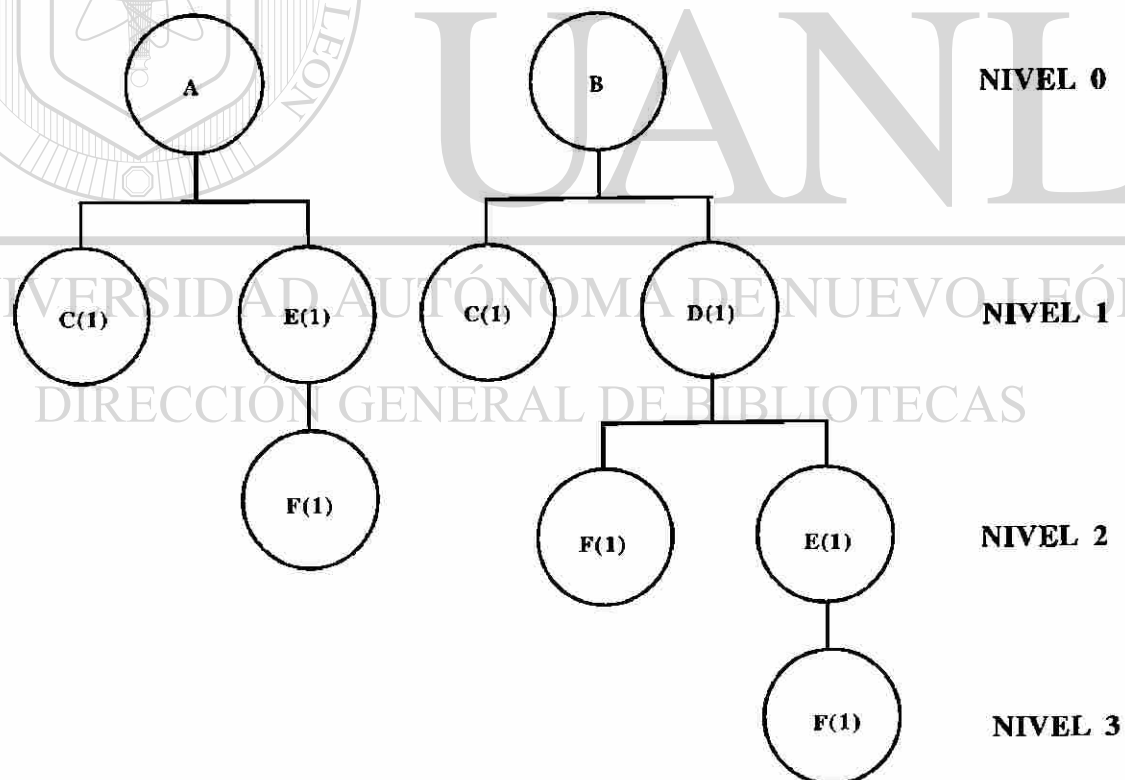 LEÓN
UANL
A
B
NIVEL 0
C(1)
E(1)
C(1)
D(1)
NIVEL 1
UNIVERSIDAD AUTÓNOMA DE NUEVO LEÓN
DIRECCIÓN GENERAL DE BIBLIOTECAS
F(1)
F(1)
E(1)
NIVEL 2
F(1)
NIVEL 3